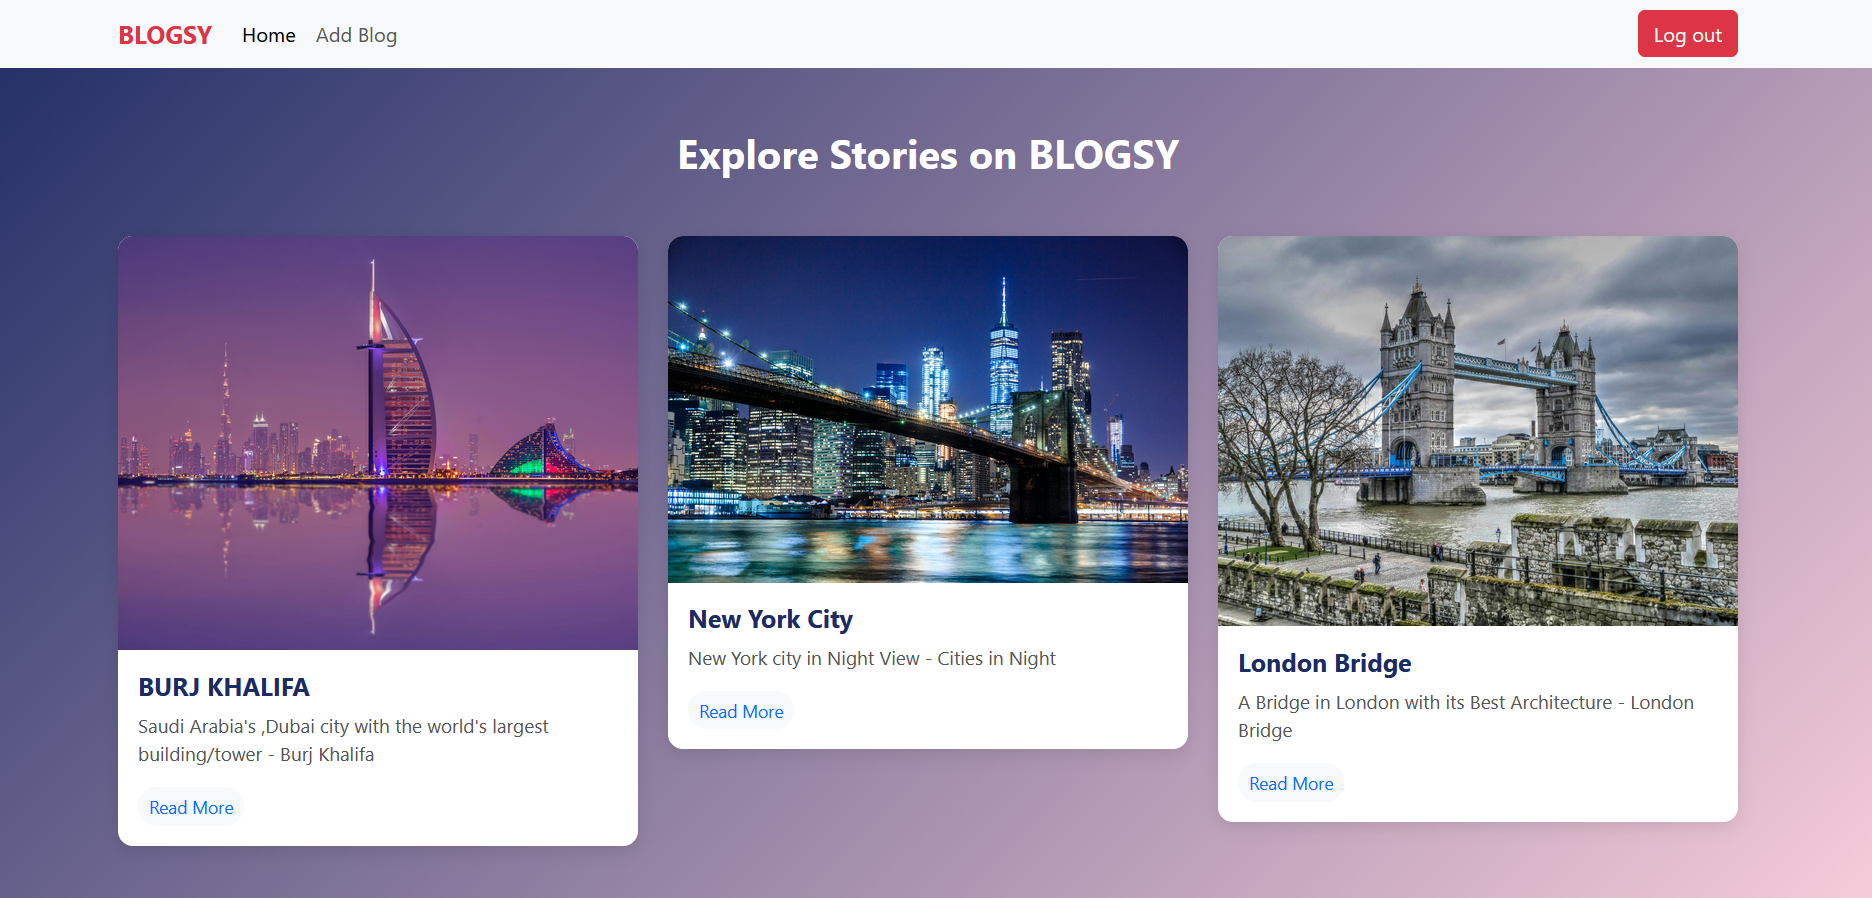 BLOGSY Home Add Blog Log out
Explore Stories on BLOGSY
BURJ KHALIFA
Saudi Arabia's ,Dubai city with the world's largest
building/tower - Burj Khalifa
Read More
New York City
New York city in Night View - Cities in Night
Read More
London Bridge
A Bridge in London with its Best Architecture - London
Bridge
Read More